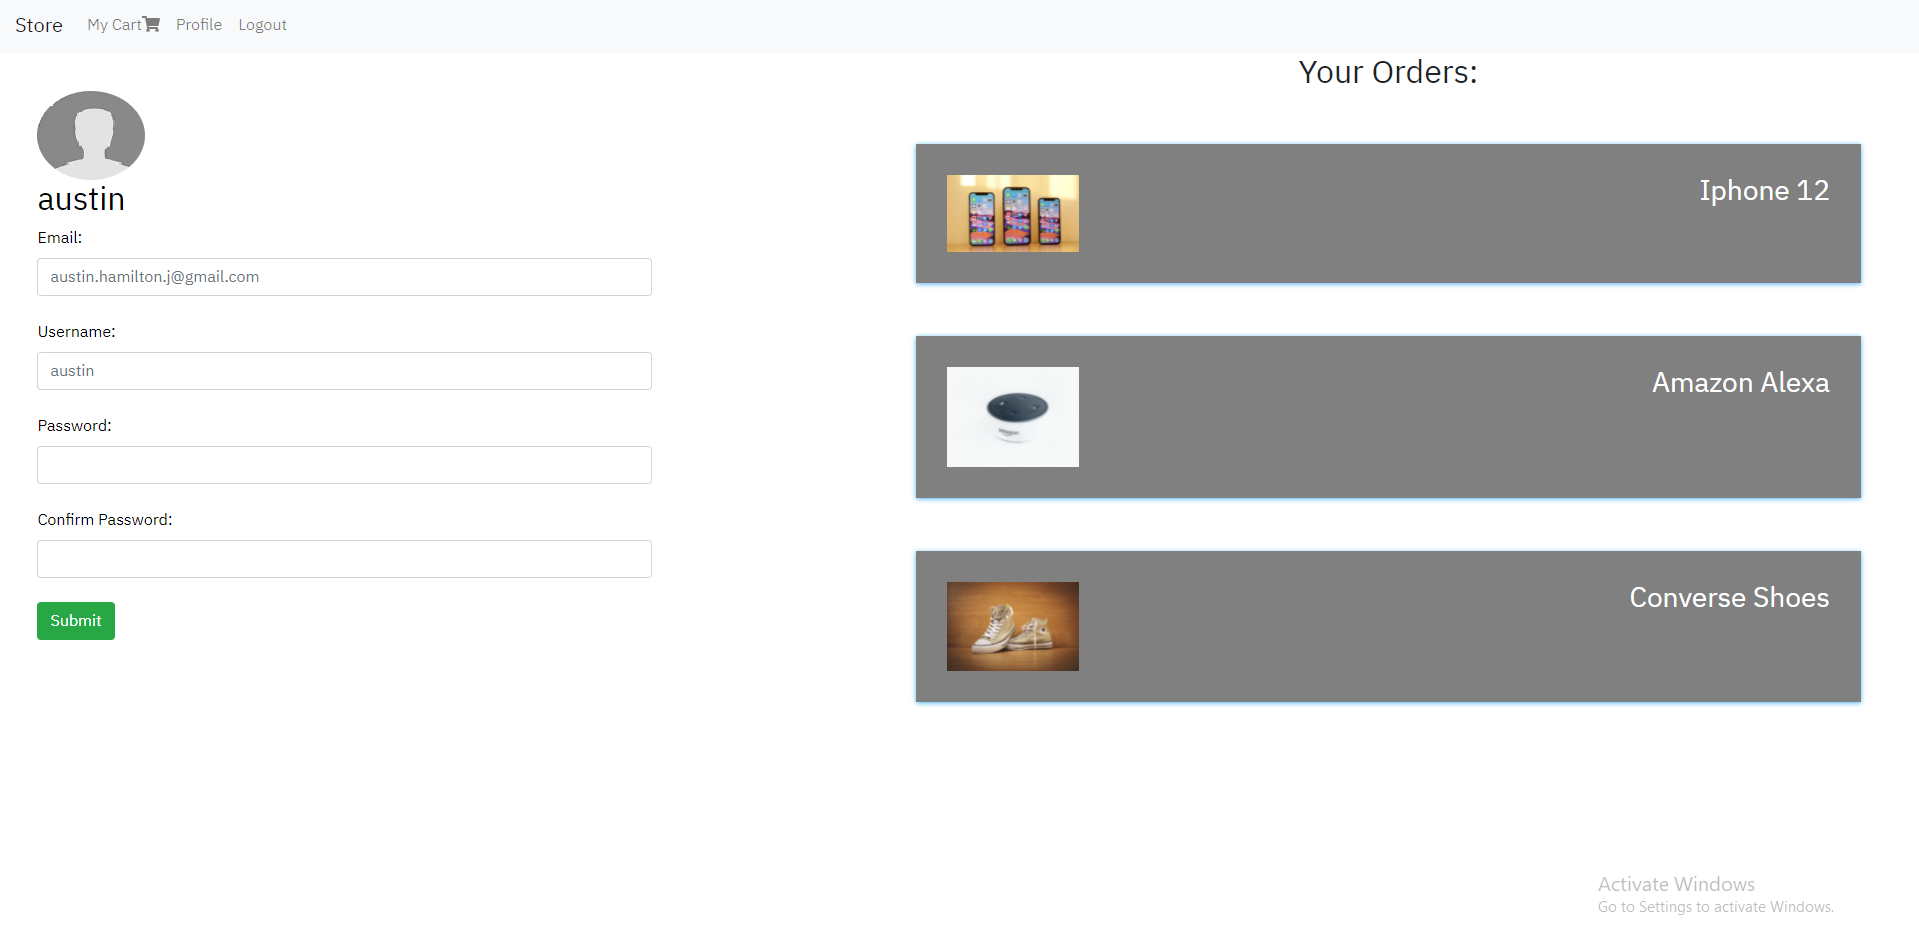 Store My Cart Profile Logout
austin
Email:
austin.hamilton.j@gmail.com
Username:
austin
Password:
Confirm Password:
Submit
Your Orders:
Iphone 12
Amazon Alexa
Converse Shoes
Activate Windows
Go to Settings to activate Windows.